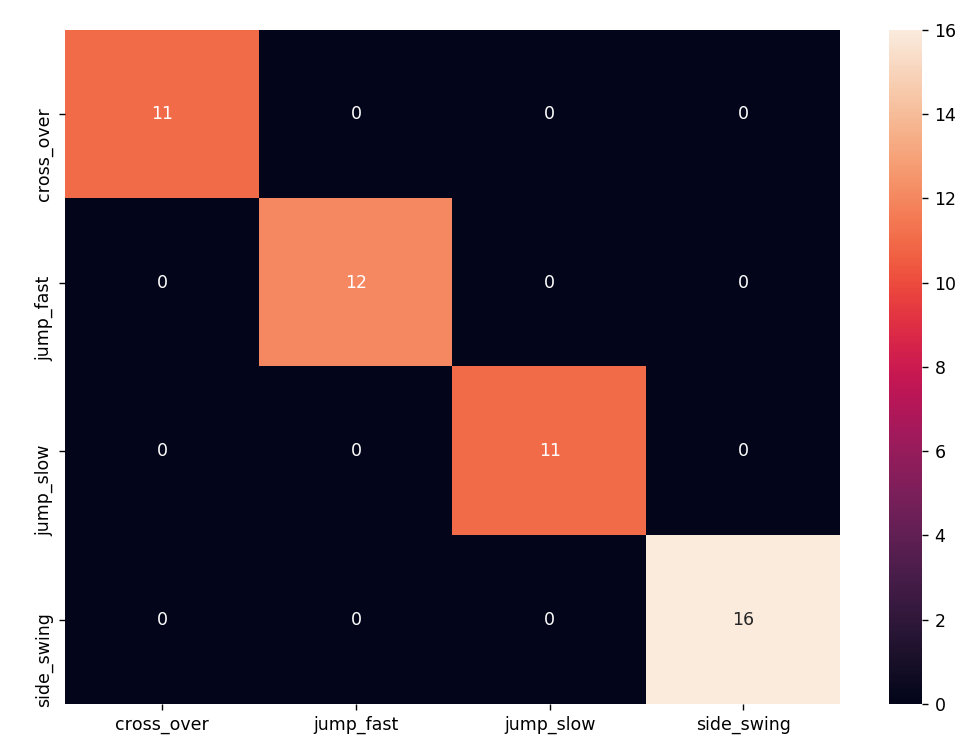 16
cross_over 11 0 0 0 14
12
jump_fast 0 12 0 0 10
8
jump_slow 0 0 11 0 6
4
side_swing 0 0 0 16 2
0
cross_over jump_fast jump_slow side_swing